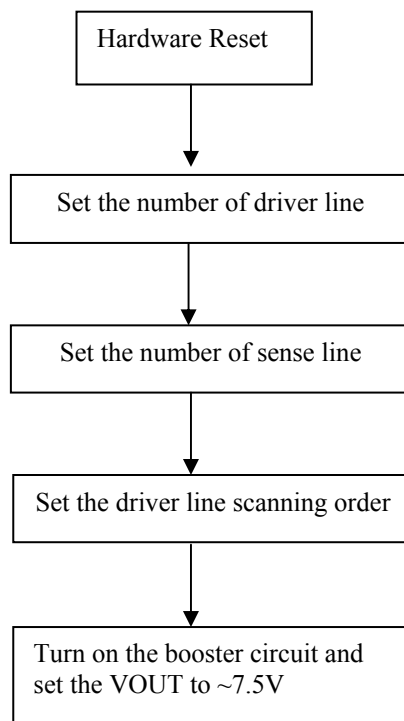 Hardware Reset
Set the number of driver line
Set the number of sense line
Set the driver line scanning order
Turn on the booster circuit and
set the VOUT to ~7.5V